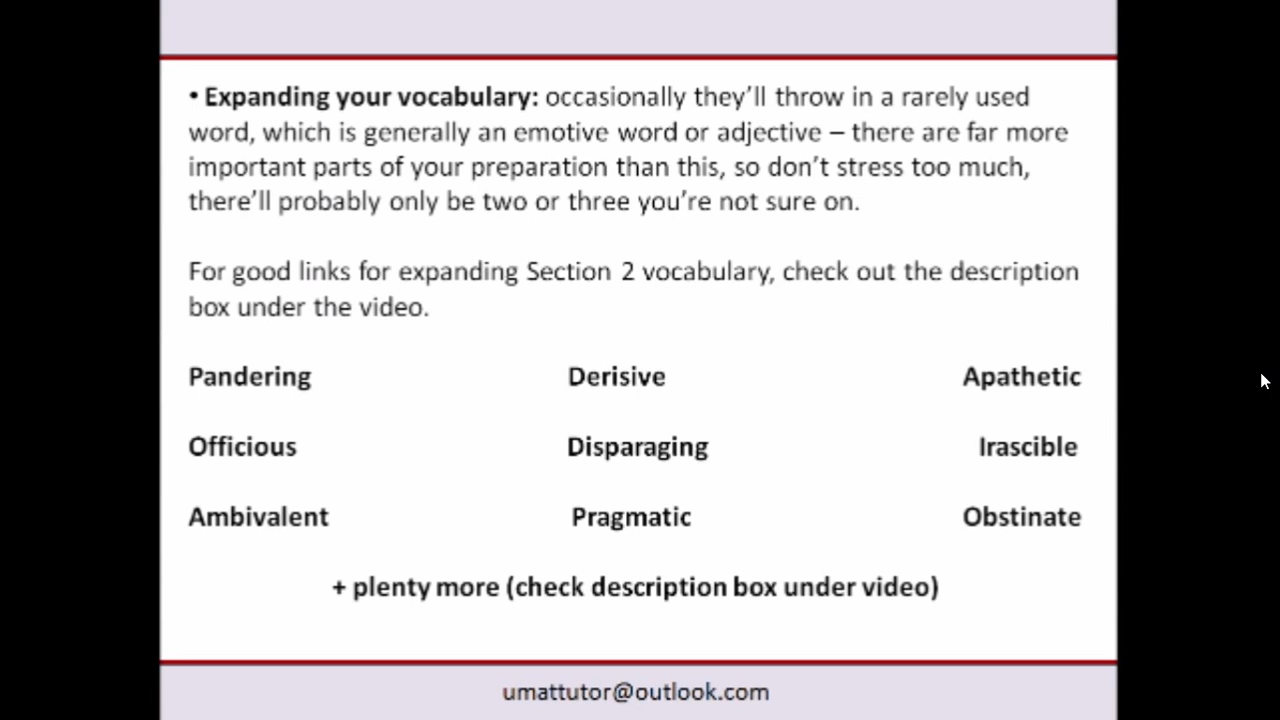 • Expanding your vocabulary: occasionally they'll throw in a rarely used
word, which is generally an emotive word or adjective – there are far more
important parts of your preparation than this, so don't stress too much,
there'll probably only be two or three you're not sure on.
For good links for expanding Section 2 vocabulary, check out the description
box under the video.
Pandering Derisive Apathetic
Officious Disparaging Irascible
Ambivalent Pragmatic Obstinate
+ plenty more (check description box under video)
umattutor@outlook.com